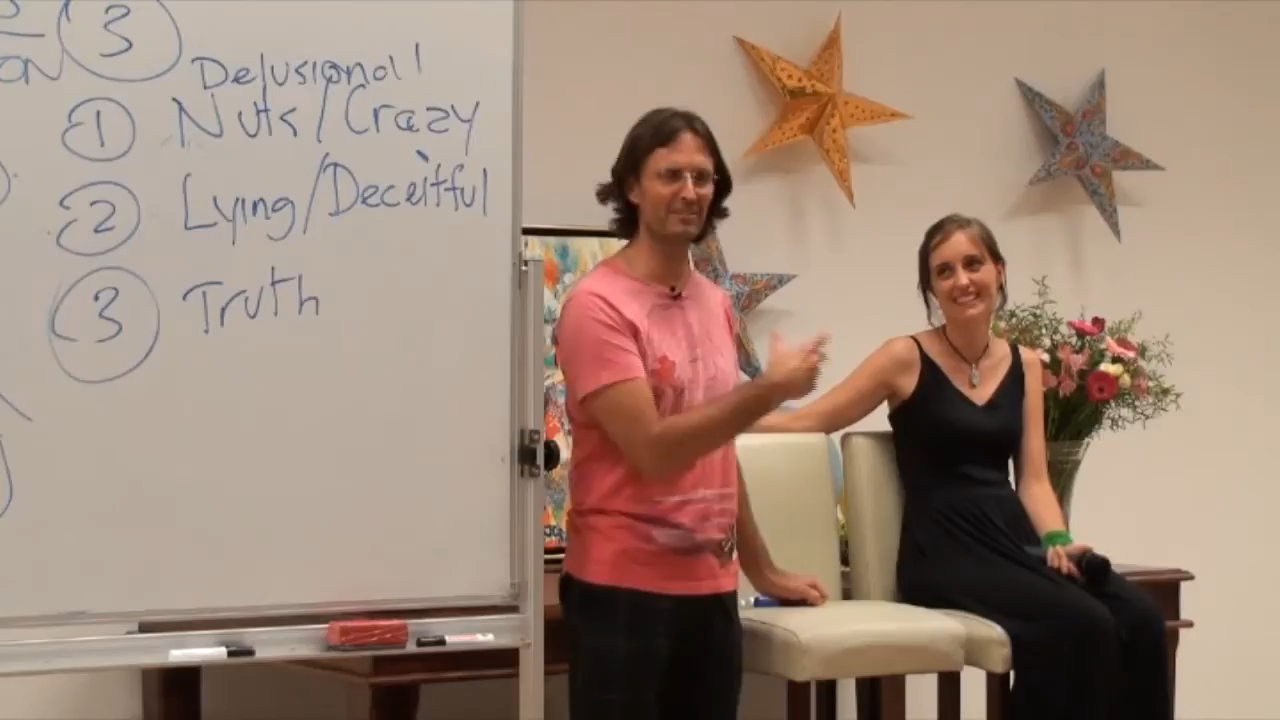 3
Delusional
① Nuts/Crazy
② Lying/Deceitful
③ Truth